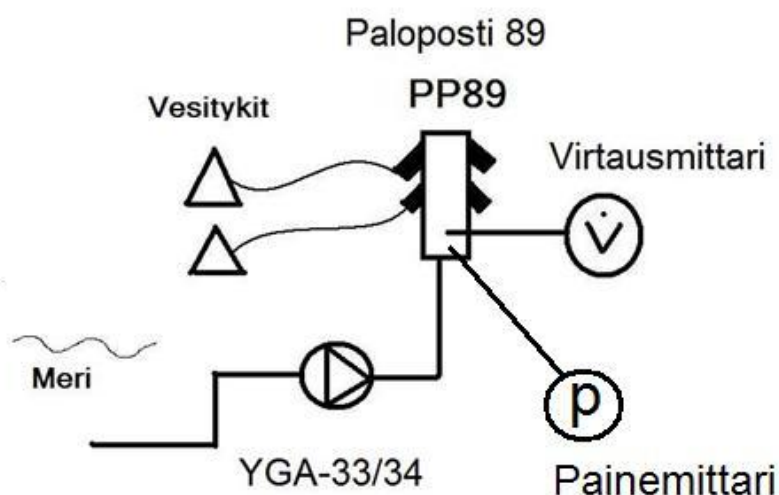 Paloposti 89
PP89
Vesitykit
Virtausmittari
V̇
Meri
p
YGA-33/34
Painemittari